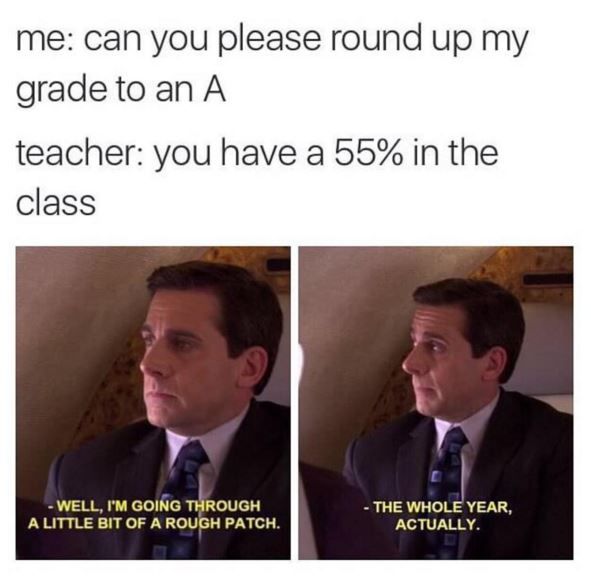 me: can you please round up my
grade to an A
teacher: you have a 55% in the
class
- WELL, I'M GOING THROUGH
A LITTLE BIT OF A ROUGH PATCH.
- THE WHOLE YEAR,
ACTUALLY.